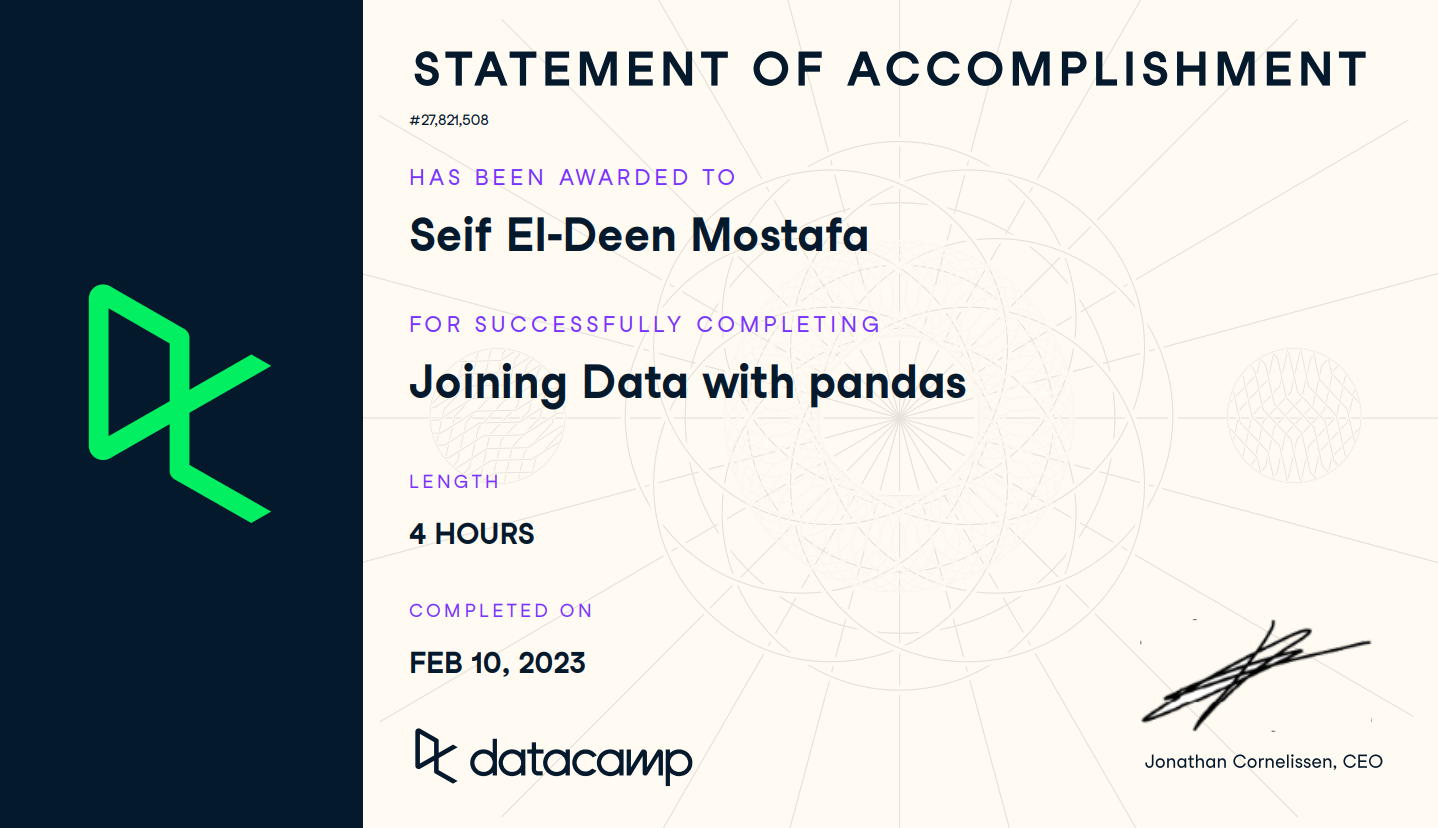 STATEMENT OF ACCOMPLISHMENT
#27,821,508
HAS BEEN AWARDED TO
Seif El-Deen Mostafa
FOR SUCCESSFULLY COMPLETING
Joining Data with pandas
LENGTH
4 HOURS
COMPLETED ON
FEB 10, 2023
datacamp
Jonathan Cornelissen, CEO